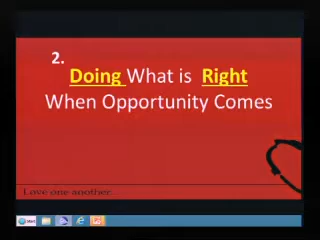 2.
Doing What is Right
When Opportunity Comes
Love one another